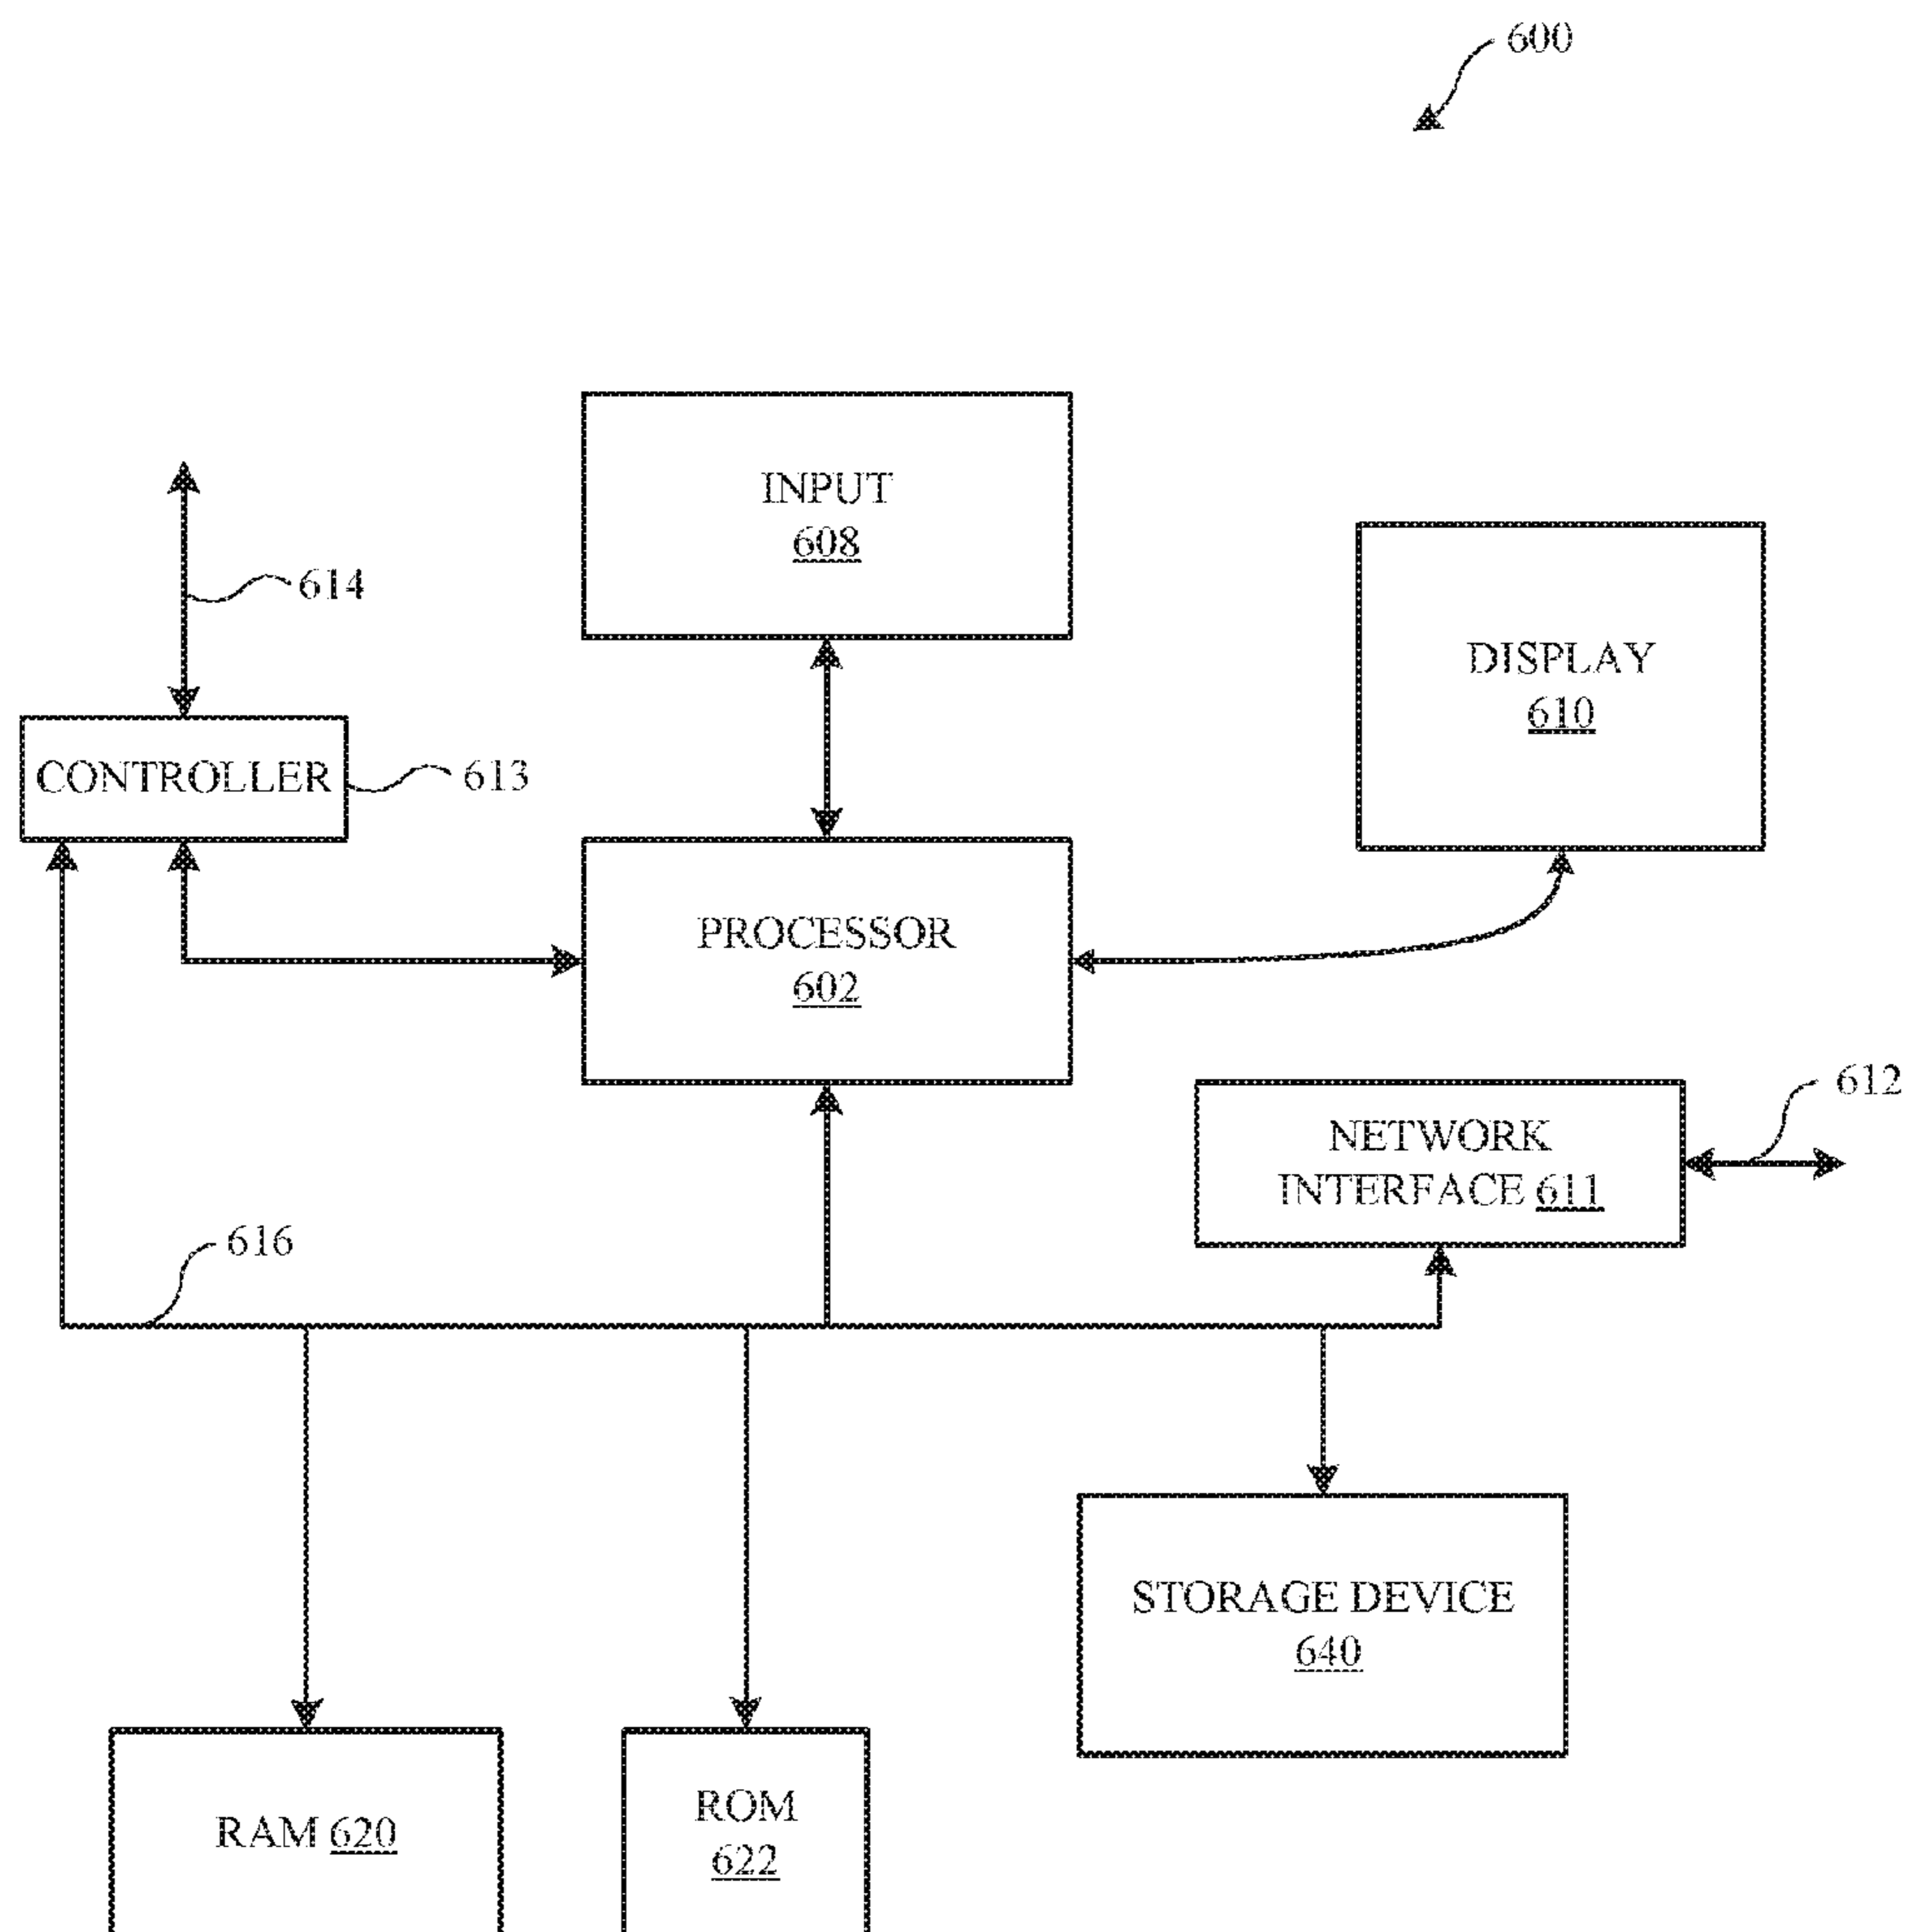 600
INPUT
608
614
DISPLAY
610
CONTROLLER
613
PROCESSOR
602
612
NETWORK
INTERFACE 611
616
STORAGE DEVICE
640
RAM 620
ROM
622